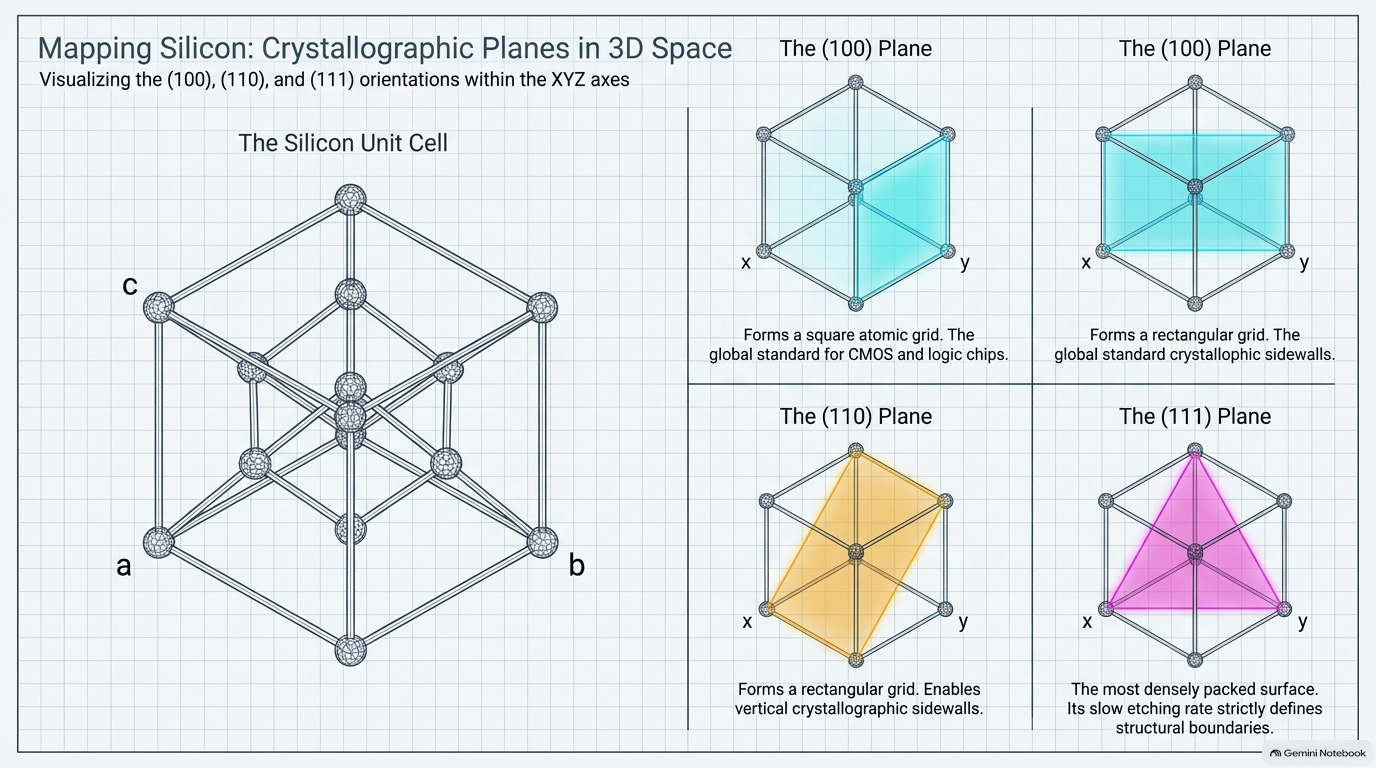 Mapping Silicon: Crystallographic Planes in 3D Space
Visualizing the (100), (110), and (111) orientations within the XYZ axes
The Silicon Unit Cell
c
a
b
The (100) Plane
x
y
Forms a square atomic grid. The
global standard for CMOS and logic chips.
The (100) Plane
x
y
Forms a rectangular grid. The
global standard crystallophic sidewalls.
The (110) Plane
x
y
Forms a rectangular grid. Enables
vertical crystallographic sidewalls.
The (111) Plane
x
y
The most densely packed surface.
Its slow etching rate strictly defines
structural boundaries.
Gemini Notebook